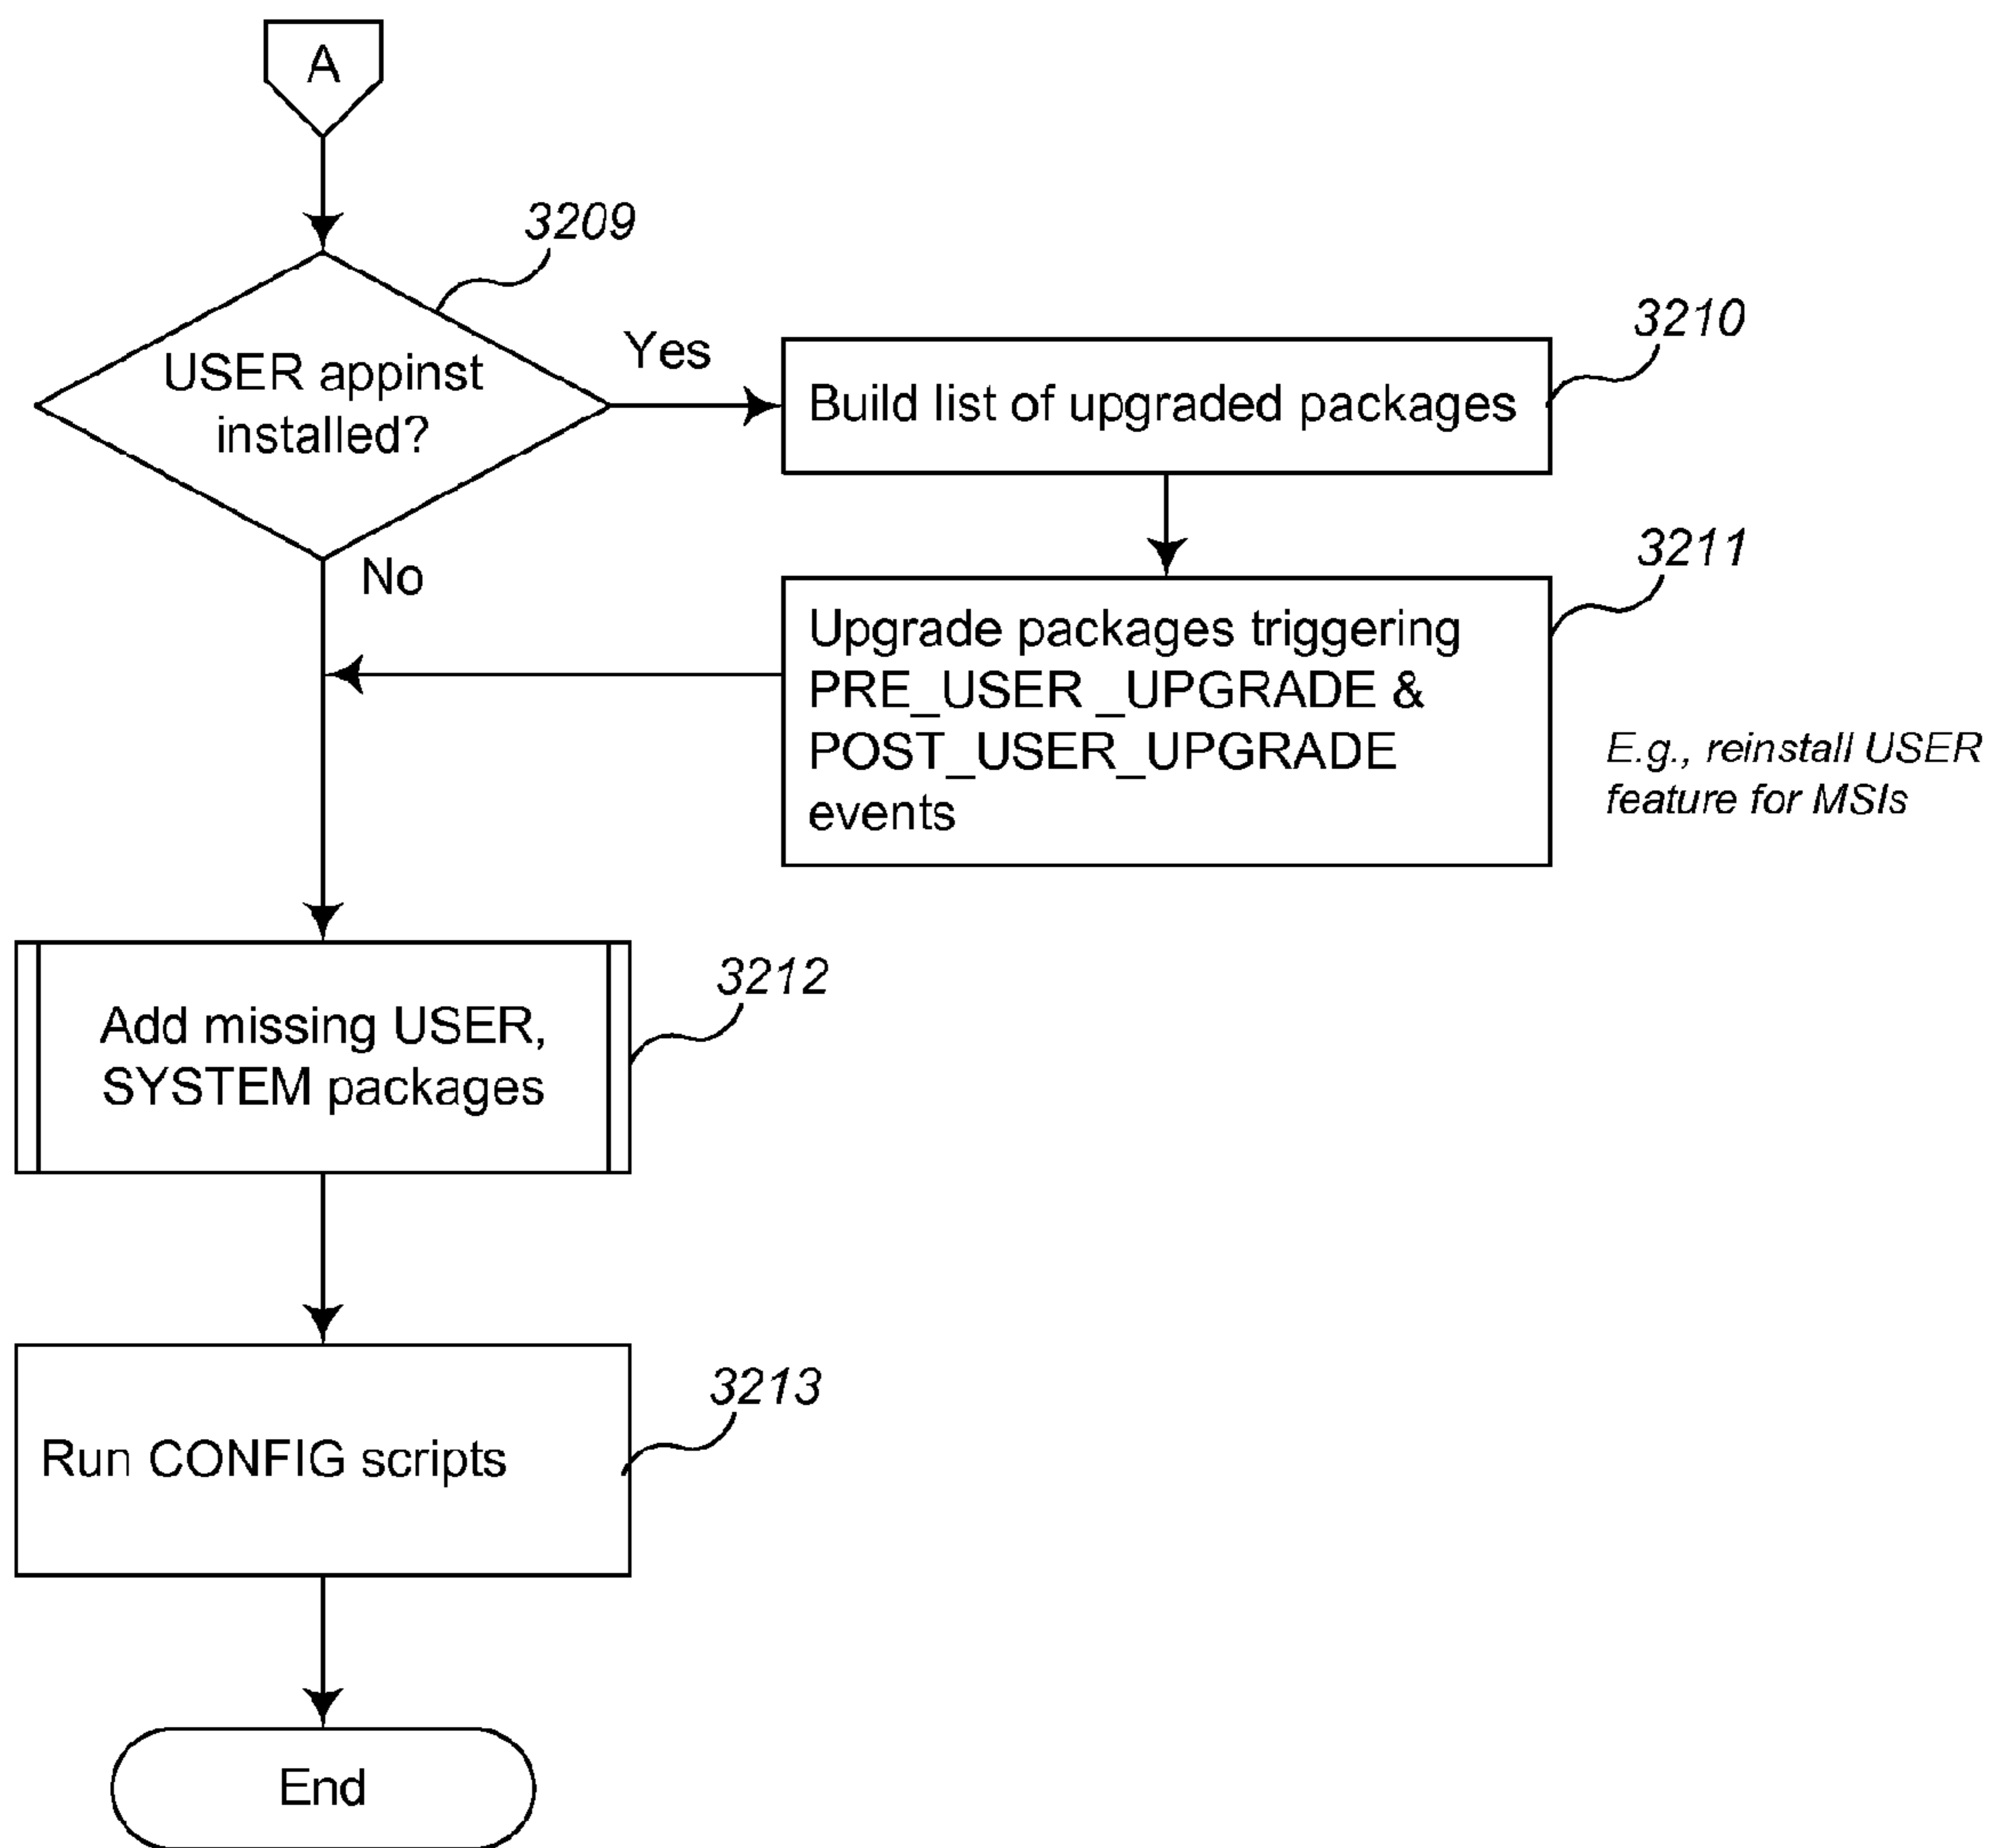 A
3209
USER appinst
installed?
Yes
3210
Build list of upgraded packages
No
3211
Upgrade packages triggering
PRE_USER _UPGRADE &
POST_USER_UPGRADE
events
E.g., reinstall USER
feature for MSIs
3212
Add missing USER,
SYSTEM packages
3213
Run CONFIG scripts
End